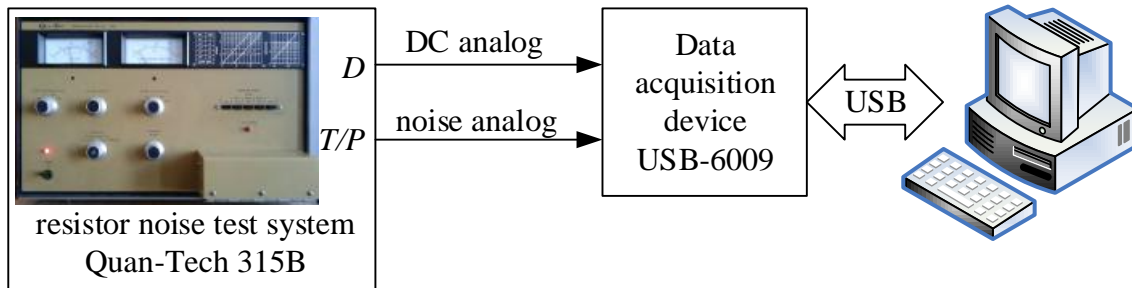 D
T/P
resistor noise test system
Quan-Tech 315B
DC analog
noise analog
Data
acquisition
device
USB-6009
USB